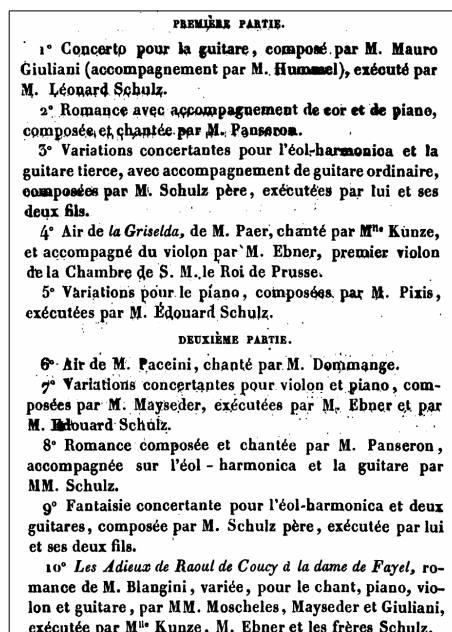 PREMIÈRE PARTIE.
1° Concerto pour la guitare, composé par M. Mauro
Giuliani (accompagnement par M. Hummel), exécuté par
M. Léonard Schulz.
2° Romance avec accompagnement de cor et de piano,
composée et chantée par M. Panseron.
3° Variations concertantes pour l'éol-harmonica et la
guitare tierce, avec accompagnement de guitare ordinaire,
composées par M. Schulz père, exécutées par lui et ses
deux fils.
4° Air de la Griselda, de M. Paer, chanté par Mlle Kunze,
et accompagné du violon par M. Ebner, premier violon
de la Chambre de S. M. le Roi de Prusse.
5° Variations pour le piano, composées par M. Pixis,
exécutées par M. Édouard Schulz.
DEUXIÈME PARTIE.
6° Air de M. Paceini, chanté par M. Dommange.
7° Variations concertantes pour violon et piano, com-
posées par M. Mayseder, exécutées par M. Ebner et par
M. Édouard Schulz.
8° Romance composée et chantée par M. Panseron,
accompagnée sur l'éol-harmonica et la guitare par
MM. Schulz.
9° Fantaisie concertante pour l'éol-harmonica et deux
guitares, composée par M. Schulz père, exécutée par lui
et ses deux fils.
10° Les Adieux de Raoul de Coucy à la dame de Fayel, ro-
mance de M. Blangini, variée, pour le chant, piano, vio-
lon et guitare, par MM. Moscheles, Mayseder et Giuliani,
exécutée par Mlle Kunze, M. Ebner et les frères Schulz.